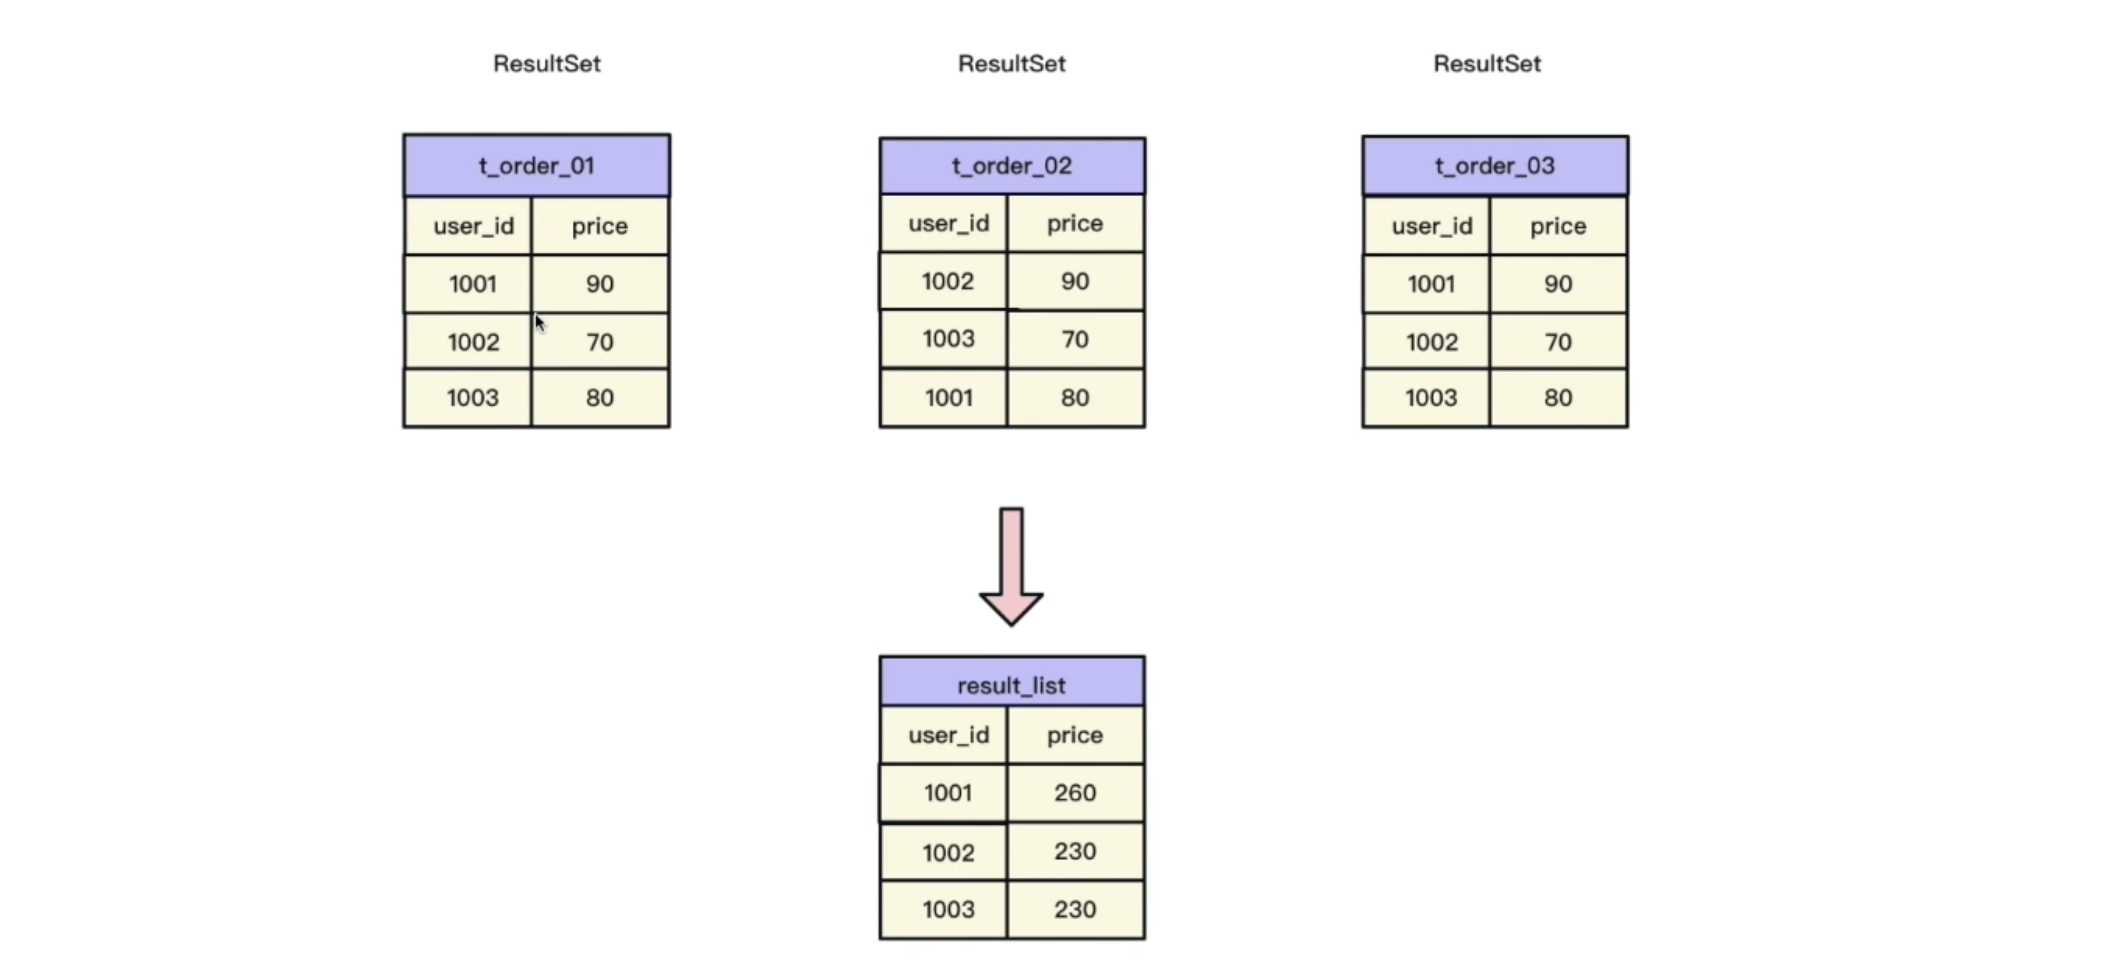 ResultSet
ResultSet
ResultSet
t_order_01
user_id price
1001 90
1002 70
1003 80
t_order_02
user_id price
1002 90
1003 70
1001 80
t_order_03
user_id price
1001 90
1002 70
1003 80
result_list
user_id price
1001 260
1002 230
1003 230